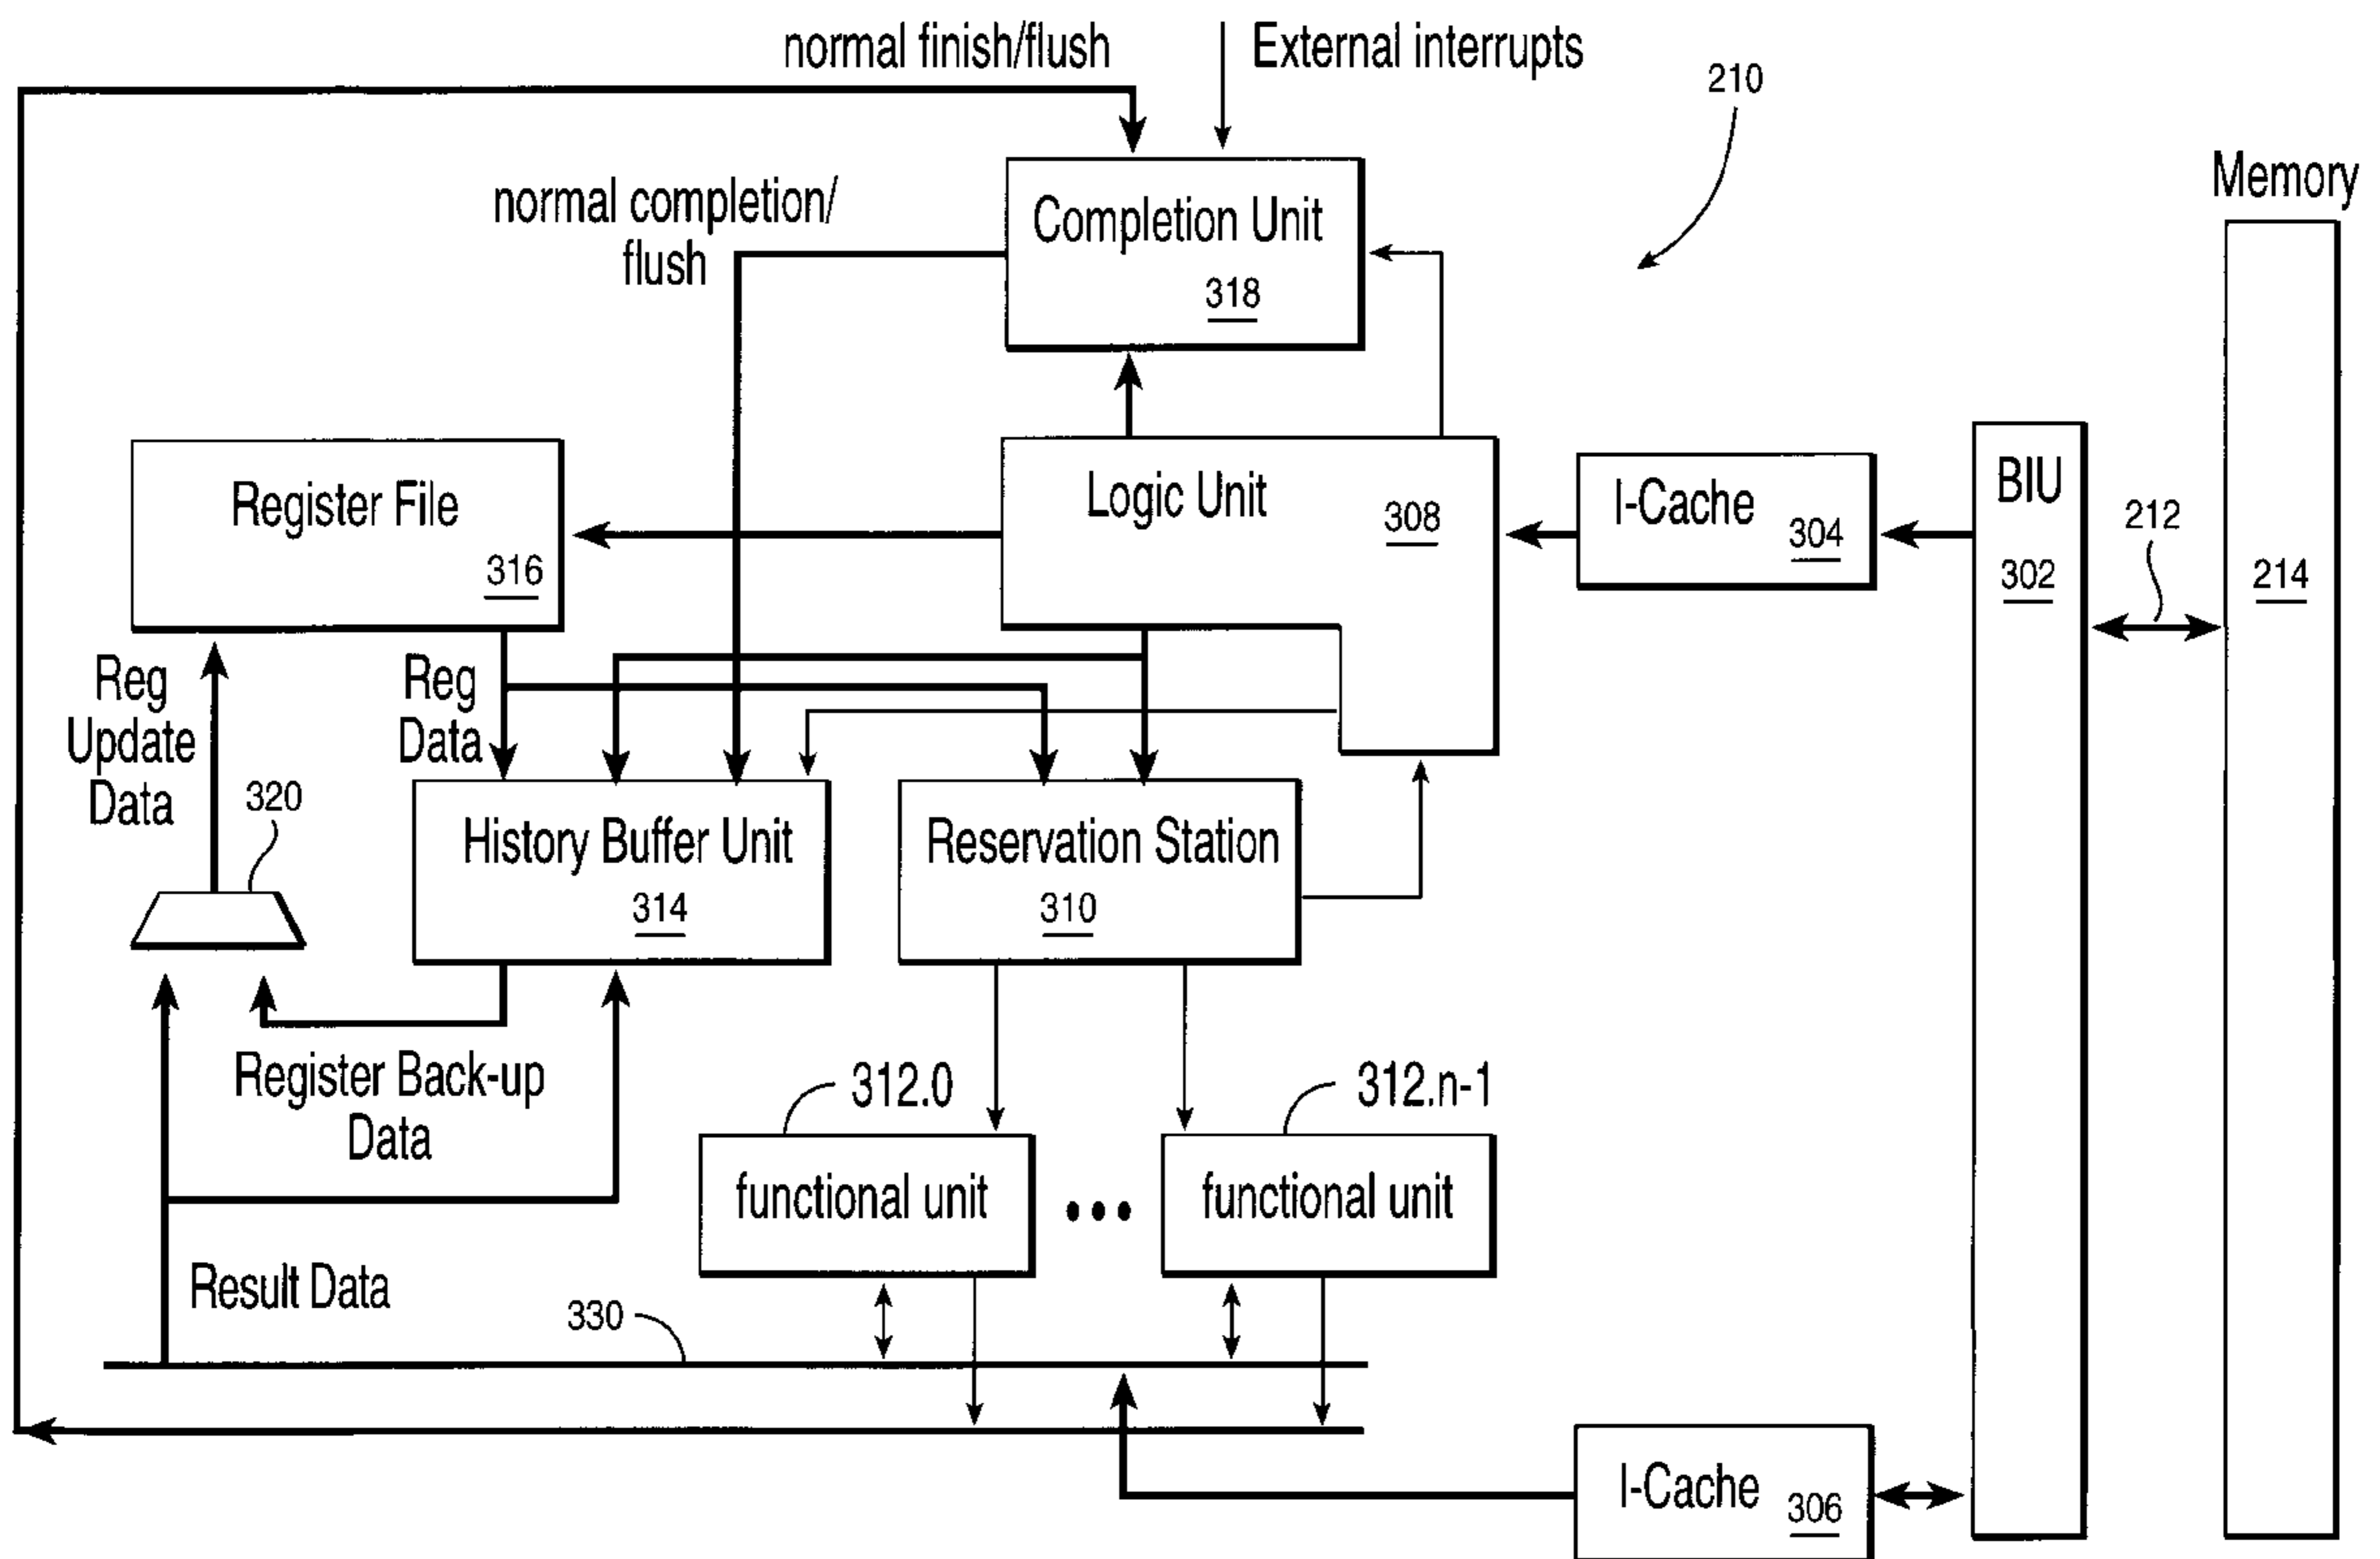 normal finish/flush
External interrupts
210
Memory
normal completion/
flush
Completion Unit
318
Register File
316
Logic Unit
308
I-Cache
304
BIU
302
212
214
Reg
Update
Data
Reg
Data
320
History Buffer Unit
314
Reservation Station
310
Register Back-up
Data
312.0
312.n-1
functional unit
•••
functional unit
Result Data
330
I-Cache
306